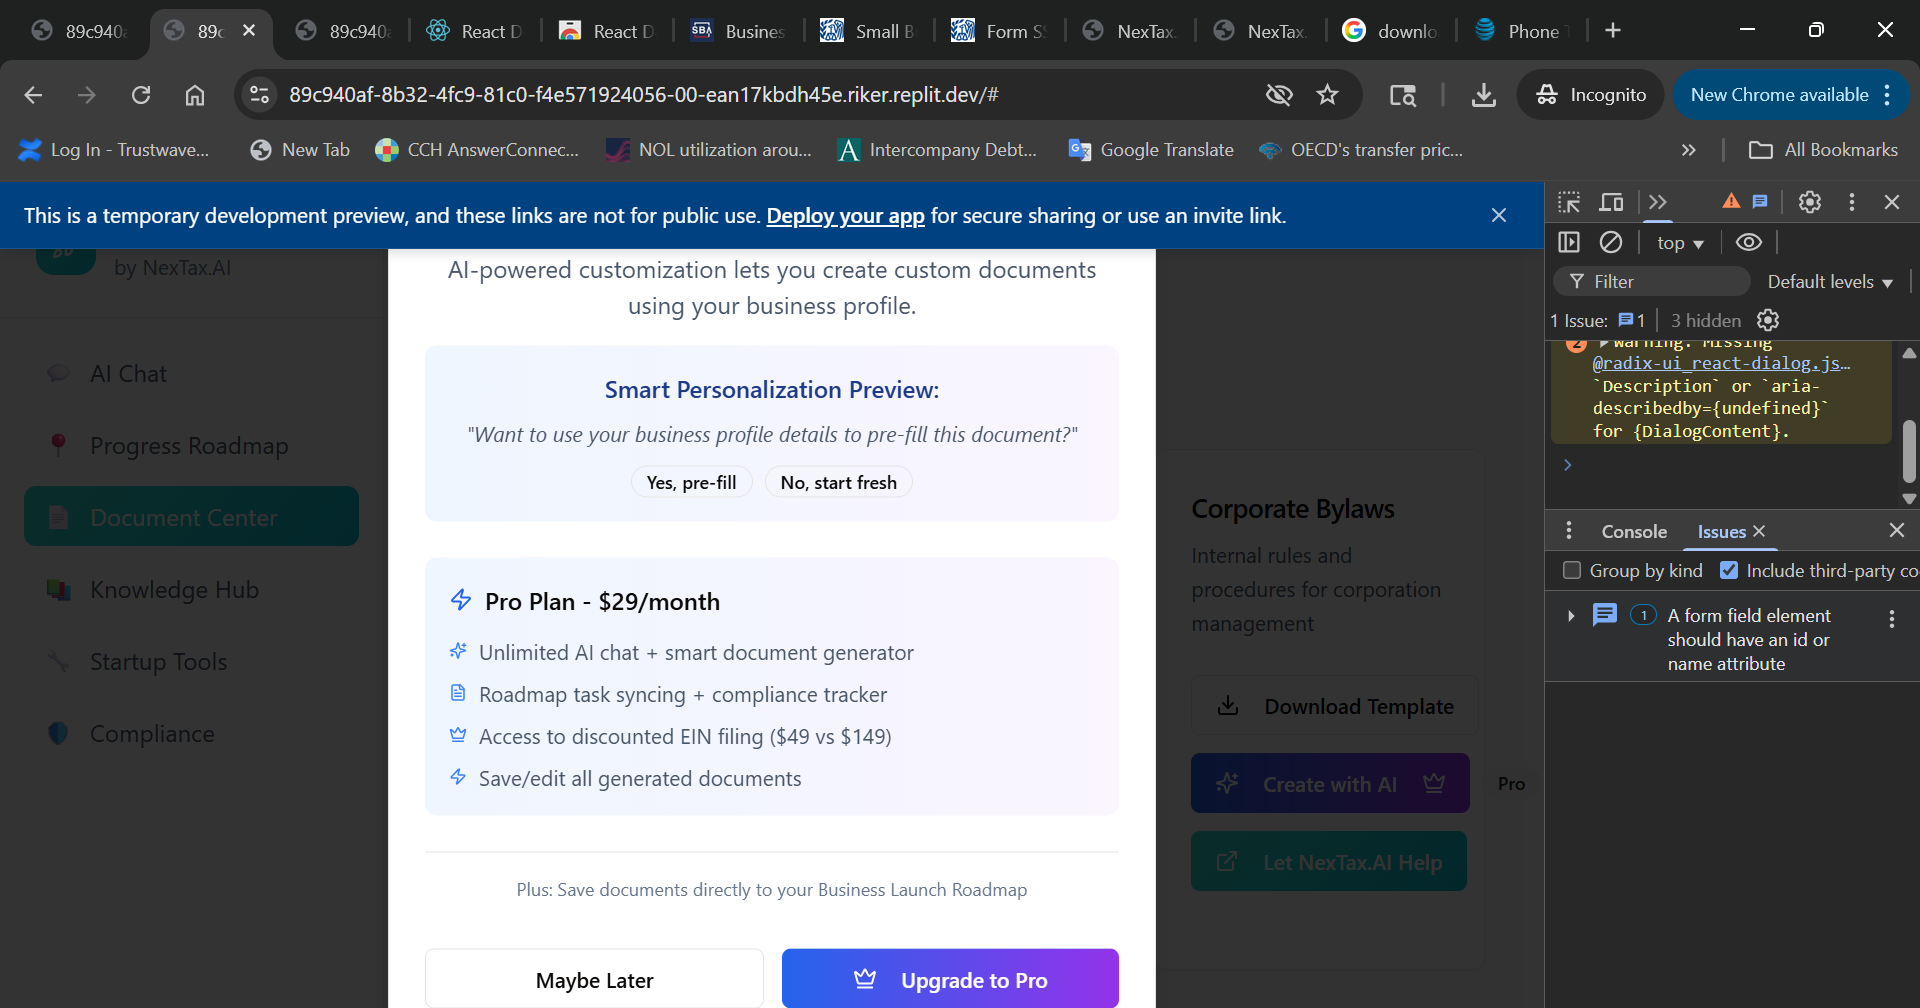 89c940
89c
89c940
React D
React D
SBA
Busines
Small B
Form S
NexTax.
NexTax.
downlo
Phone T
89c940af-8b32-4fc9-81c0-f4e571924056-00-ean17kbdh45e.riker.replit.dev/#
Incognito
New Chrome available
Log In - Trustwave...
New Tab
CCH AnswerConnec...
NOL utilization arou...
Intercompany Debt...
Google Translate
OECD's transfer pric...
All Bookmarks
This is a temporary development preview, and these links are not for public use. Deploy your app for secure sharing or use an invite link.
by NexTax.AI
AI Chat
Progress Roadmap
Document Center
Knowledge Hub
Startup Tools
Compliance
AI-powered customization lets you create custom documents
using your business profile.
Smart Personalization Preview:
"Want to use your business profile details to pre-fill this document?"
Yes, pre-fill
No, start fresh
Pro Plan - $29/month
Unlimited AI chat + smart document generator
Roadmap task syncing + compliance tracker
Access to discounted EIN filing ($49 vs $149)
Save/edit all generated documents
Plus: Save documents directly to your Business Launch Roadmap
Maybe Later
Upgrade to Pro
Corporate Bylaws
Internal rules and
procedures for corporation
management
Download Template
Create with AI
Pro
Let NexTax.AI Help
top
Filter
Default levels
1 Issue: 1
3 hidden
2
Warning: Missing
@radix-ui_react-dialog.js…
`Description` or `aria-
describedby={undefined}`
for {DialogContent}.
Console
Issues
Group by kind
Include third-party co
1
A form field element
should have an id or
name attribute